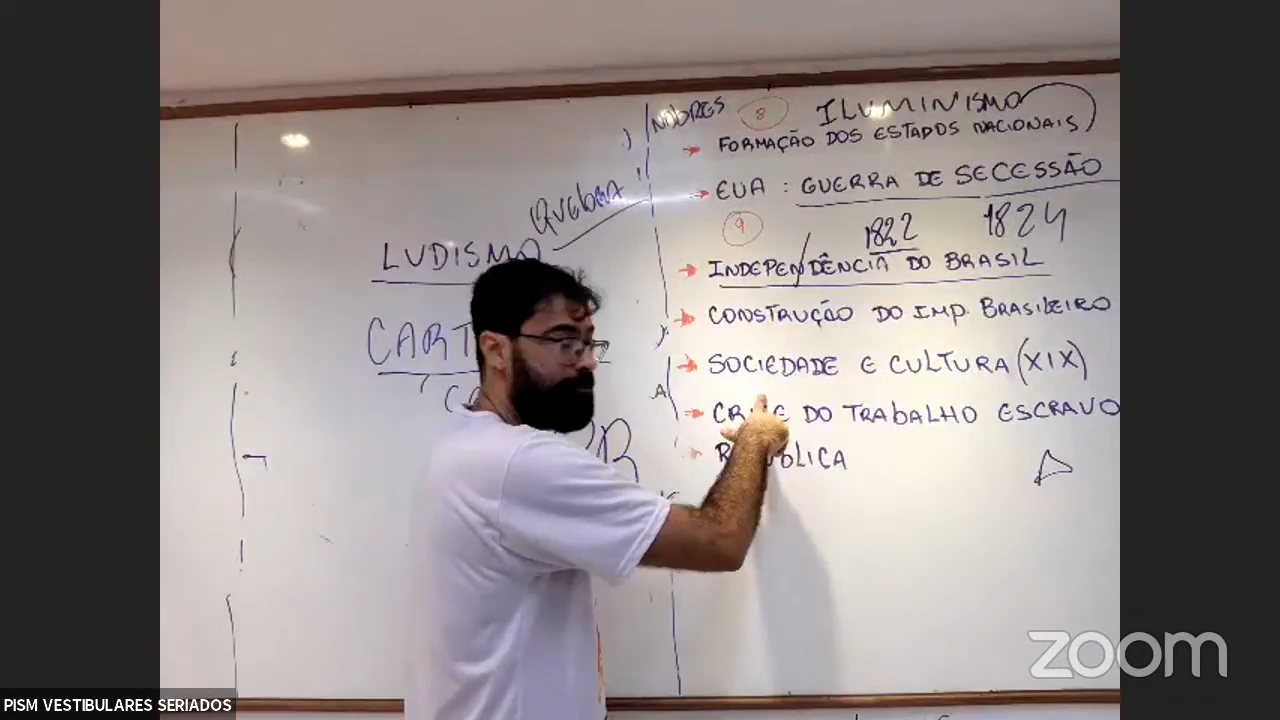 Quebra
LUDISMO
NOBRES
8
ILUMINISMO
→ FORMAÇÃO DOS ESTADOS NACIONAIS
→ EUA : GUERRA DE SECESSÃO
9
1822
1824
→ INDEPENDÊNCIA DO BRASIL
→ CONSTRUÇÃO DO IMP. BRASILEIRO
→ SOCIEDADE E CULTURA (XIX)
A
→ DO TRABALHO ESCRAVO
zoom
PISM VESTIBULARES SERIADOS